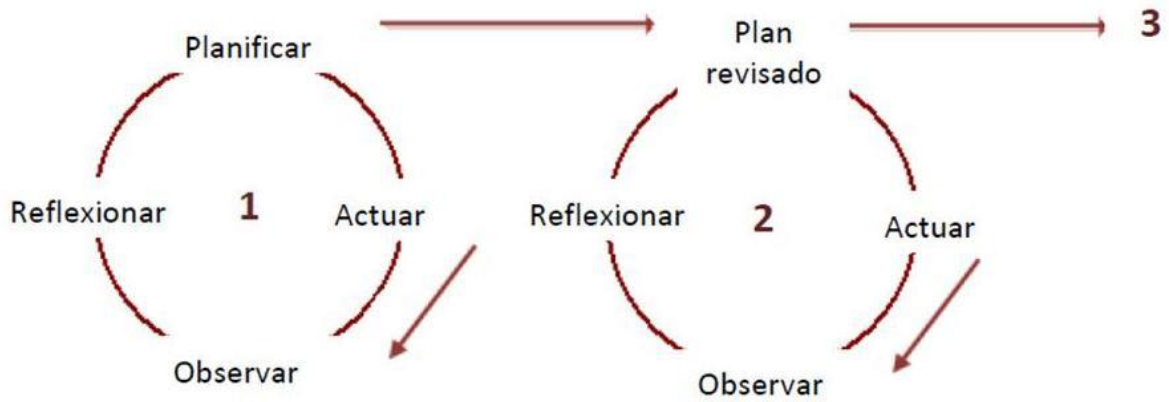 Planificar
Reflexionar
1
Actuar
Observar
Plan
revisado
Reflexionar
2
Actuar
Observar
3